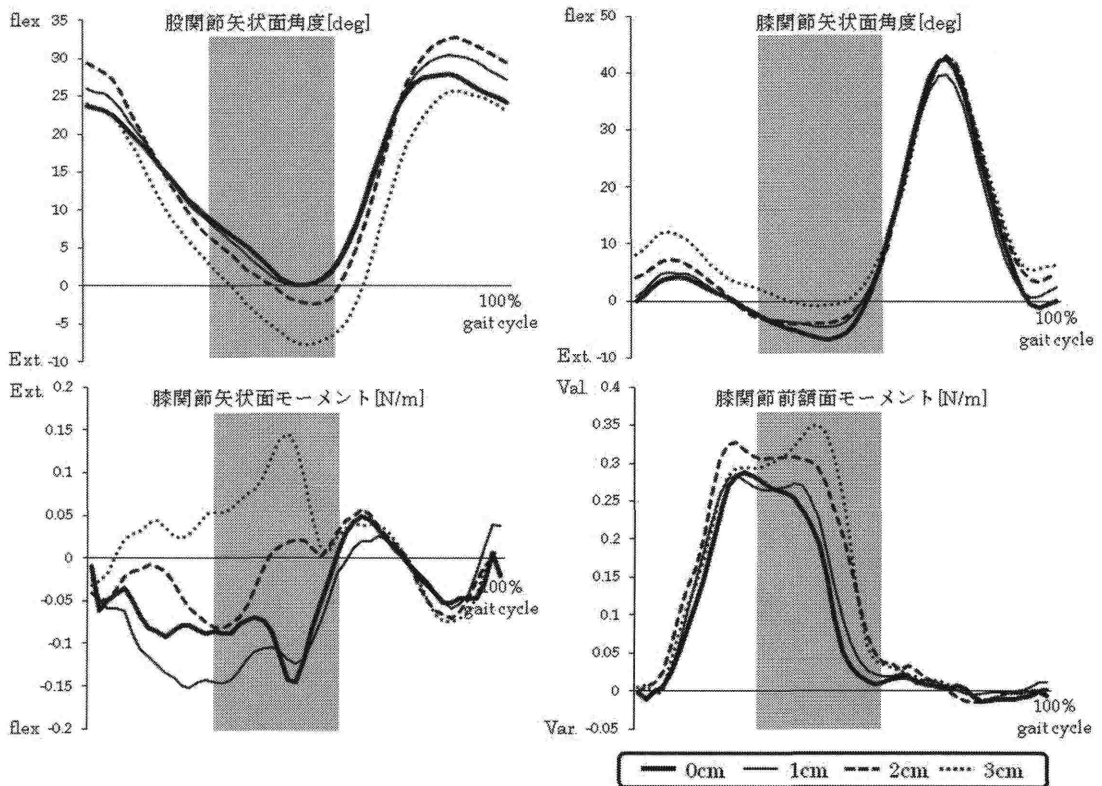 股関節矢状面角度[deg]
flex 35
30
25
20
15
10
5
0
-5
Ext. -10
100%
gait cycle
膝関節矢状面角度[deg]
flex 50
40
30
20
10
0
Ext. -10
100%
gait cycle
膝関節矢状面モーメント[N/m]
Ext. 0.2
0.15
0.1
0.05
0
-0.05
-0.1
-0.15
flex -0.2
100%
gait cycle
膝関節前額面モーメント[N/m]
Val. 0.4
0.35
0.3
0.25
0.2
0.15
0.1
0.05
0
Var. -0.05
100%
gait cycle
0cm 1cm 2cm 3cm